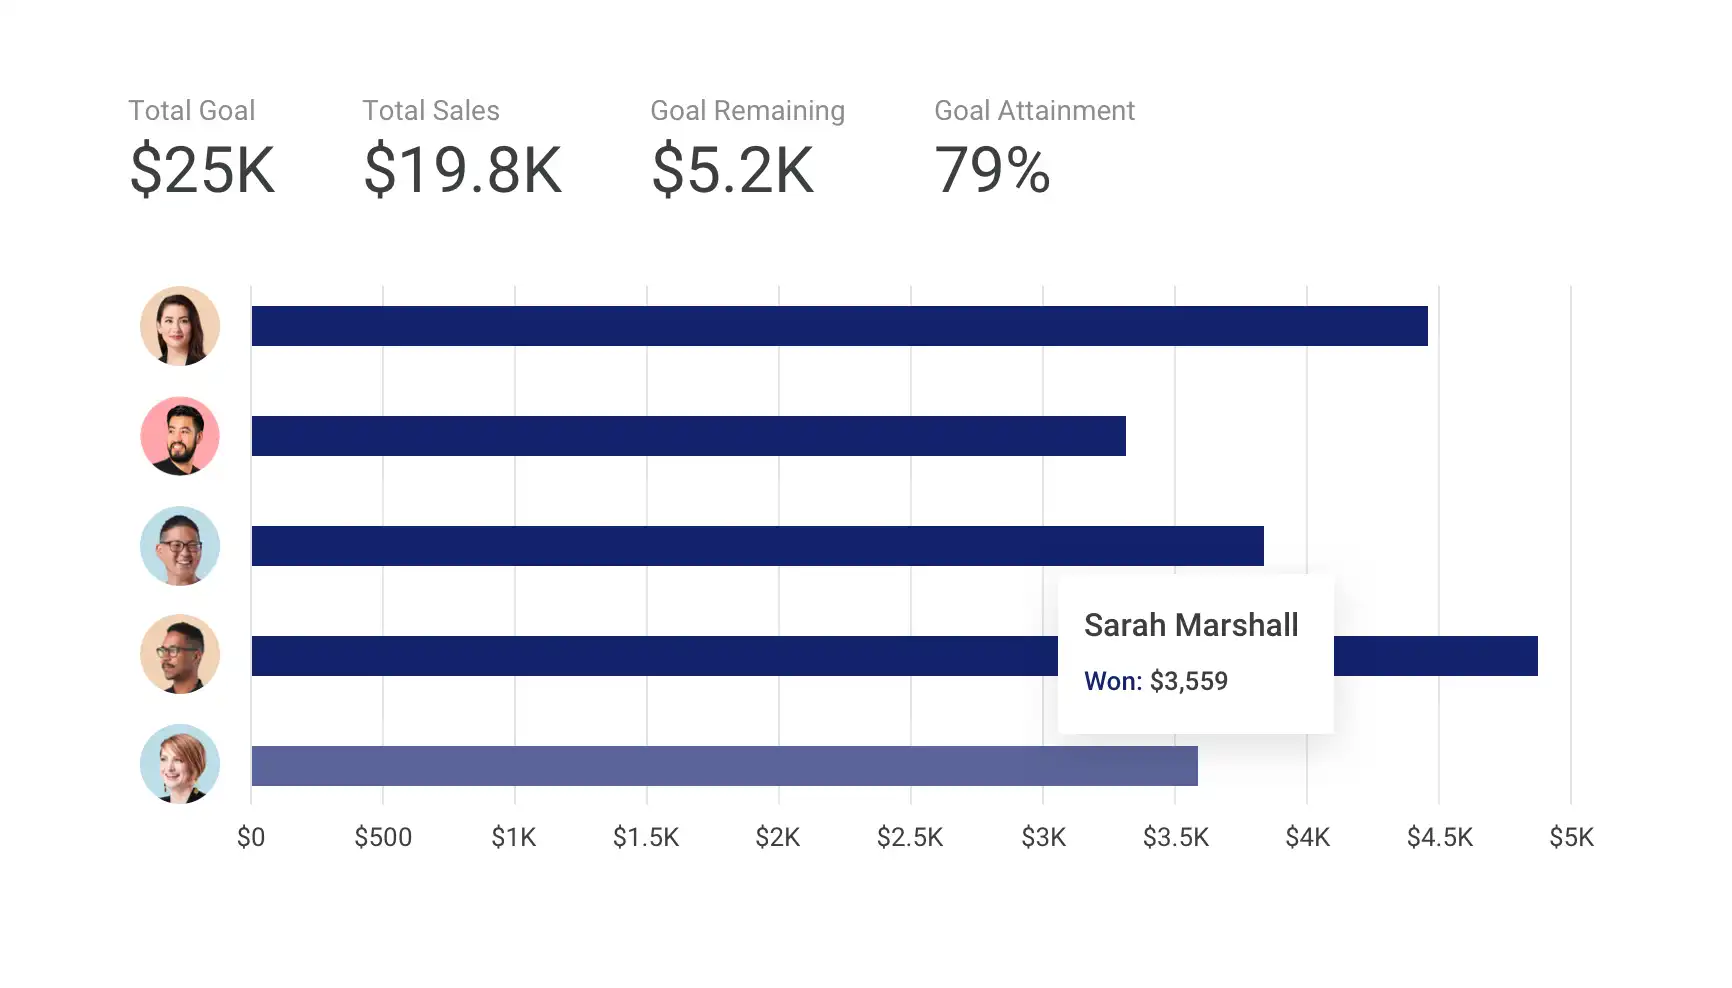 Total Goal
$25K
Total Sales
$19.8K
Goal Remaining
$5.2K
Goal Attainment
79%
Sarah Marshall
Won: $3,559
$0 $500 $1K $1.5K $2K $2.5K $3K $3.5K $4K $4.5K $5K